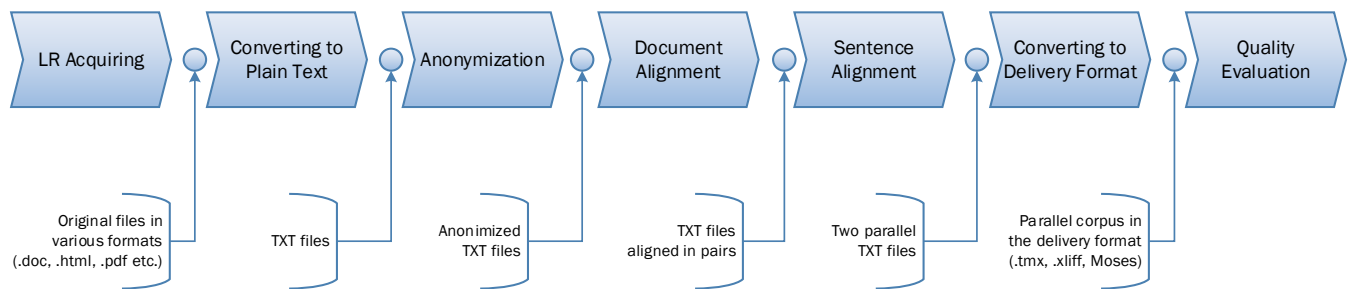 LR Acquiring
Converting to
Plain Text
Anonymization
Document
Alignment
Sentence
Alignment
Converting to
Delivery Format
Quality
Evaluation
Original files in
various formats
(.doc, .html, .pdf etc.)
TXT files
Anonimized
TXT files
TXT files
aligned in pairs
Two parallel
TXT files
Parallel corpus in
the delivery format
(.tmx, .xliff, Moses)